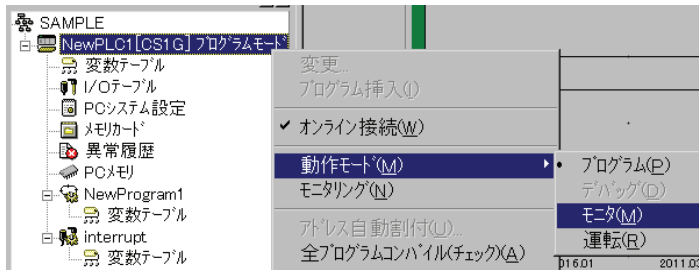 SAMPLE
NewPLC1[CS1G] プログラムモード
変数テーブル
I/Oテーブル
PCシステム設定
メモリカード
異常履歴
PCメモリ
NewProgram1
変数テーブル
interrupt
変数テーブル
変更...
プログラム挿入(I)
オンライン接続(W)
動作モード(M)
モニタリング(N)
アドレス自動割付(U)...
全プログラムコンパイル(チェック)(A)
プログラム(P)
デバッグ(D)
モニタ(M)
運転(R)
016.01 2011.03